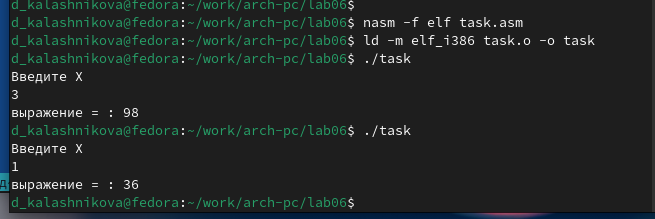 d_kalashnikova@fedora:~/work/arch-pc/lab06$
d_kalashnikova@fedora:~/work/arch-pc/lab06$ nasm -f elf task.asm
d_kalashnikova@fedora:~/work/arch-pc/lab06$ ld -m elf_i386 task.o -o task
d_kalashnikova@fedora:~/work/arch-pc/lab06$ ./task
Введите X
3
выражение = : 98
d_kalashnikova@fedora:~/work/arch-pc/lab06$ ./task
Введите X
1
выражение = : 36
d_kalashnikova@fedora:~/work/arch-pc/lab06$